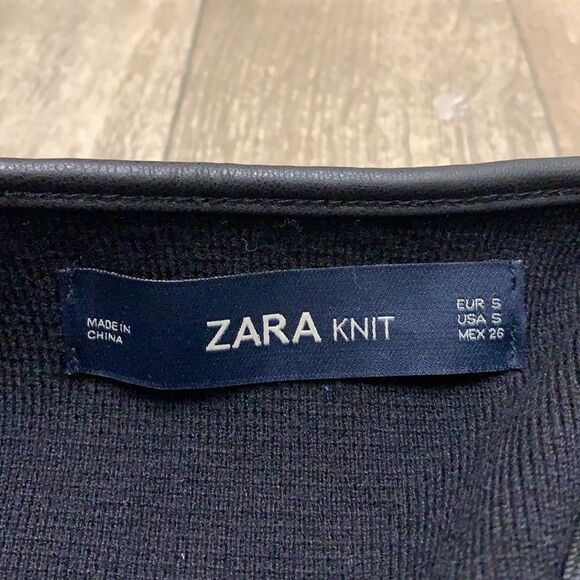 MADE IN
CHINA
ZARA KNIT
EUR S
USA S
MEX 26